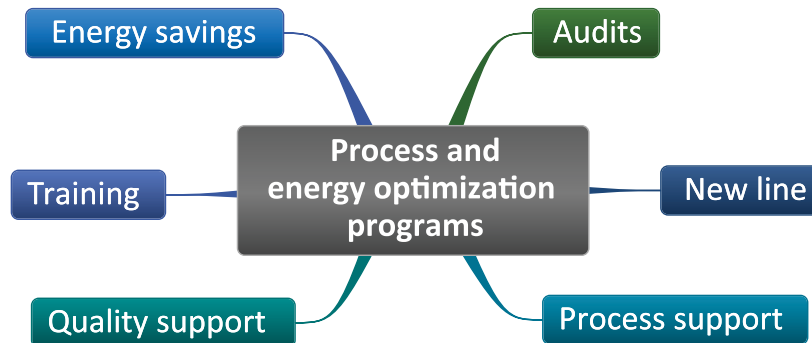 Energy savings
Audits
Process and
energy optimization
programs
Training
New line
Quality support
Process support